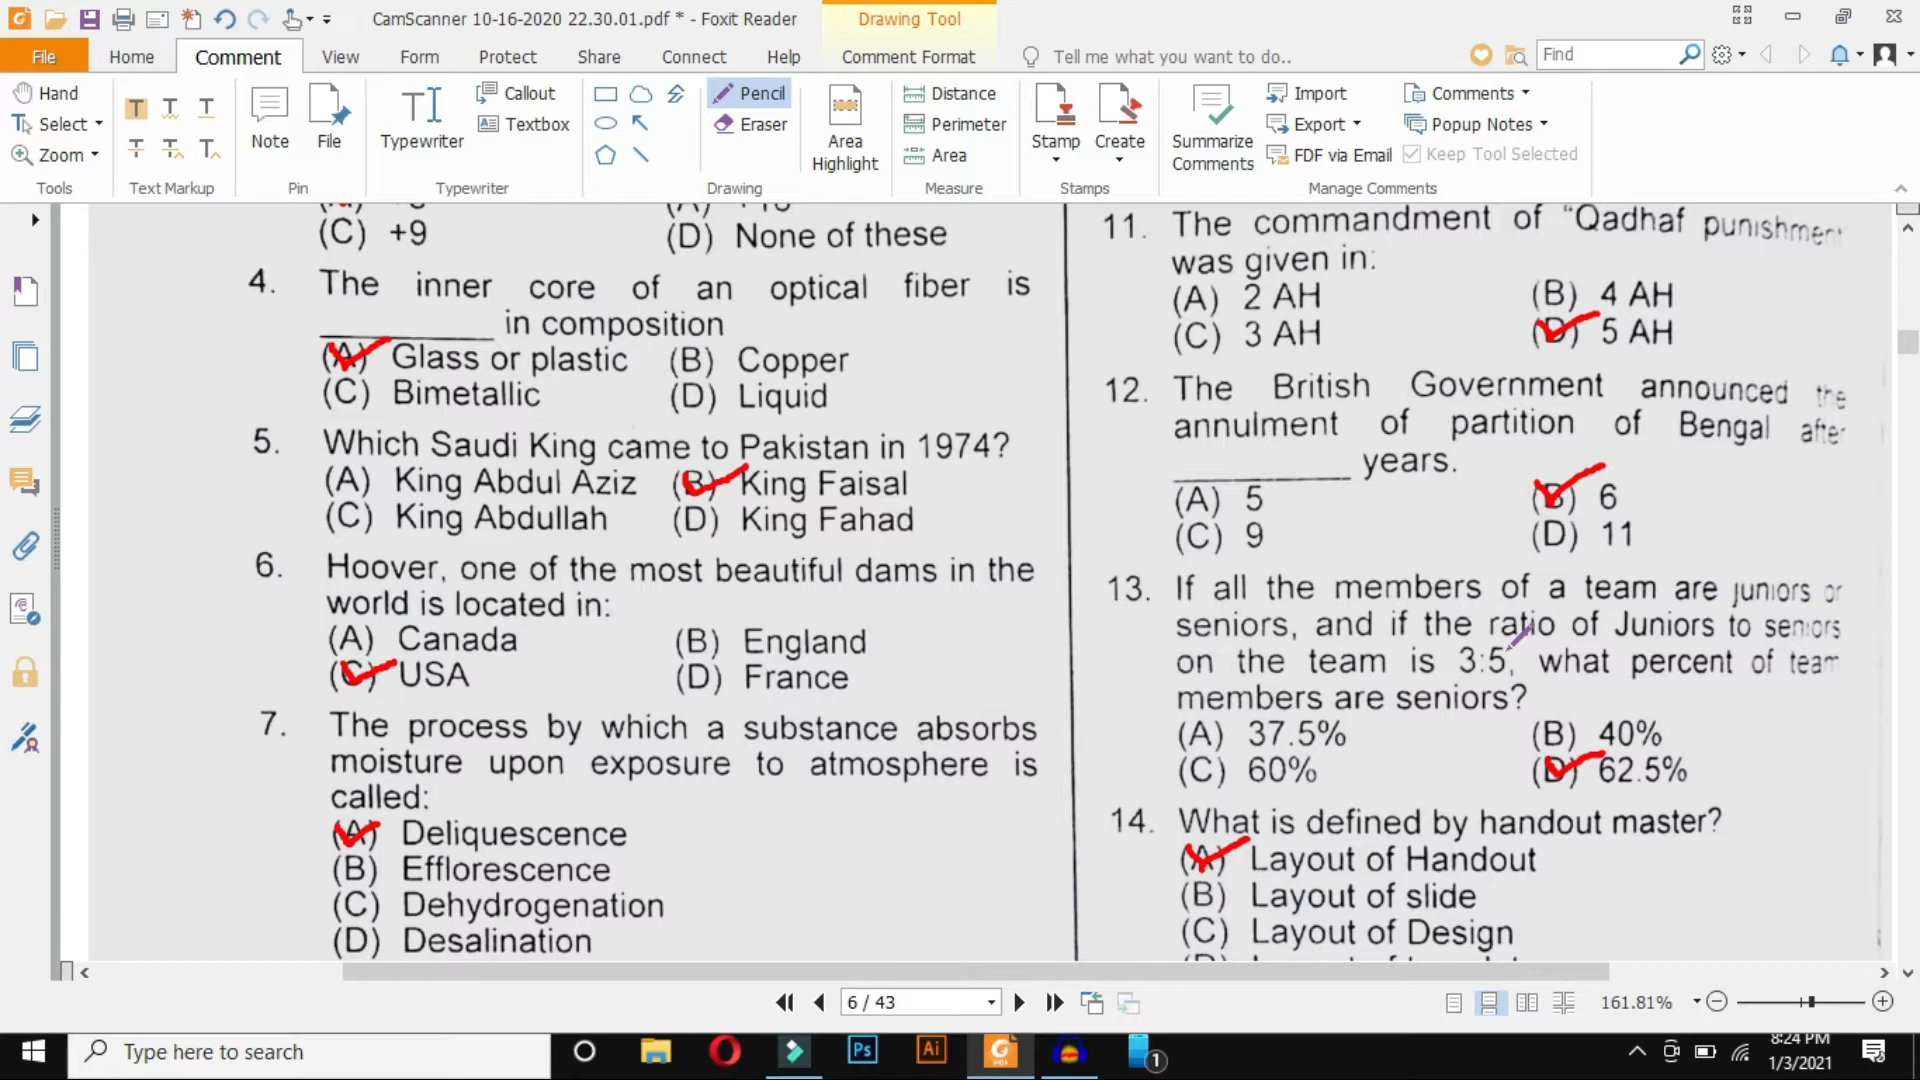 CamScanner 10-16-2020 22.30.01.pdf * - Foxit Reader
Drawing Tool
File
Home
Comment
View
Form
Protect
Share
Connect
Help
Comment Format
Tell me what you want to do..
Find
Hand
Select
Zoom
Tools
Text Markup
Note
File
Pin
Typewriter
Callout
Textbox
Typewriter
Pencil
Eraser
Drawing
Area
Highlight
Distance
Perimeter
Area
Measure
Stamp
Create
Stamps
Summarize
Comments
Import
Export
FDF via Email
Comments
Popup Notes
Keep Tool Selected
Manage Comments
(C) +9 (D) None of these
4. The inner core of an optical fiber is
__________ in composition
(A) Glass or plastic (B) Copper
(C) Bimetallic (D) Liquid
5. Which Saudi King came to Pakistan in 1974?
(A) King Abdul Aziz (B) King Faisal
(C) King Abdullah (D) King Fahad
6. Hoover, one of the most beautiful dams in the
world is located in:
(A) Canada (B) England
(C) USA (D) France
7. The process by which a substance absorbs
moisture upon exposure to atmosphere is
called:
(A) Deliquescence
(B) Efflorescence
(C) Dehydrogenation
(D) Desalination
11. The commandment of "Qadhaf punishment
was given in:
(A) 2 AH (B) 4 AH
(C) 3 AH (D) 5 AH
12. The British Government announced the
annulment of partition of Bengal after
__________ years.
(A) 5 (B) 6
(C) 9 (D) 11
13. If all the members of a team are juniors or
seniors, and if the ratio of Juniors to seniors
on the team is 3:5, what percent of team
members are seniors?
(A) 37.5% (B) 40%
(C) 60% (D) 62.5%
14. What is defined by handout master?
(A) Layout of Handout
(B) Layout of slide
(C) Layout of Design
6 / 43
161.81%
Type here to search
Ps
Ai
1
8:24 PM
1/3/2021